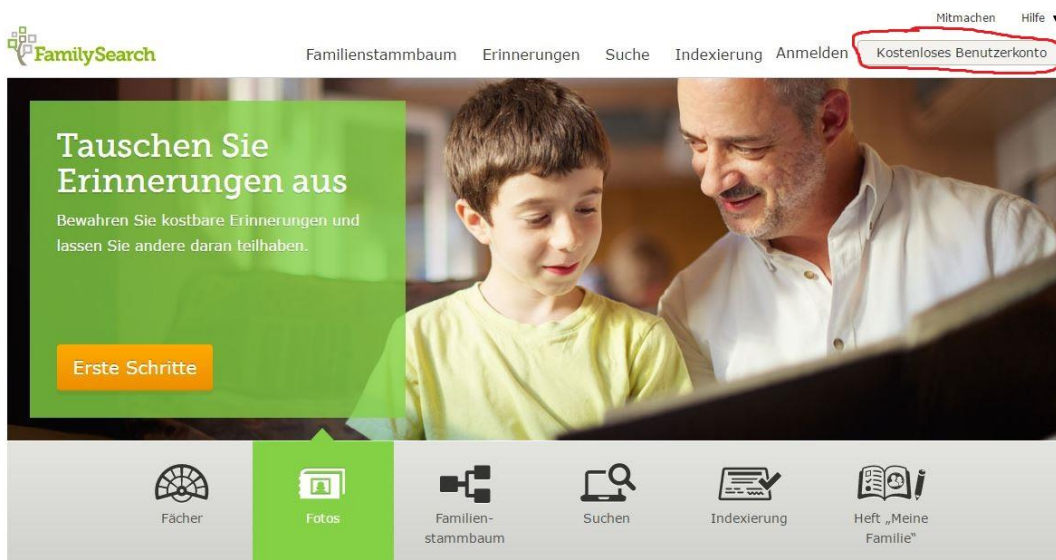 Mitmachen Hilfe
FamilySearch
Familienstammbaum Erinnerungen Suche Indexierung Anmelden Kostenloses Benutzerkonto
Tauschen Sie
Erinnerungen aus
Bewahren Sie kostbare Erinnerungen und
lassen Sie andere daran teilhaben.
Erste Schritte
Fächer
Fotos
Familien-
stammbaum
Suchen
Indexierung
Heft „Meine
Familie“